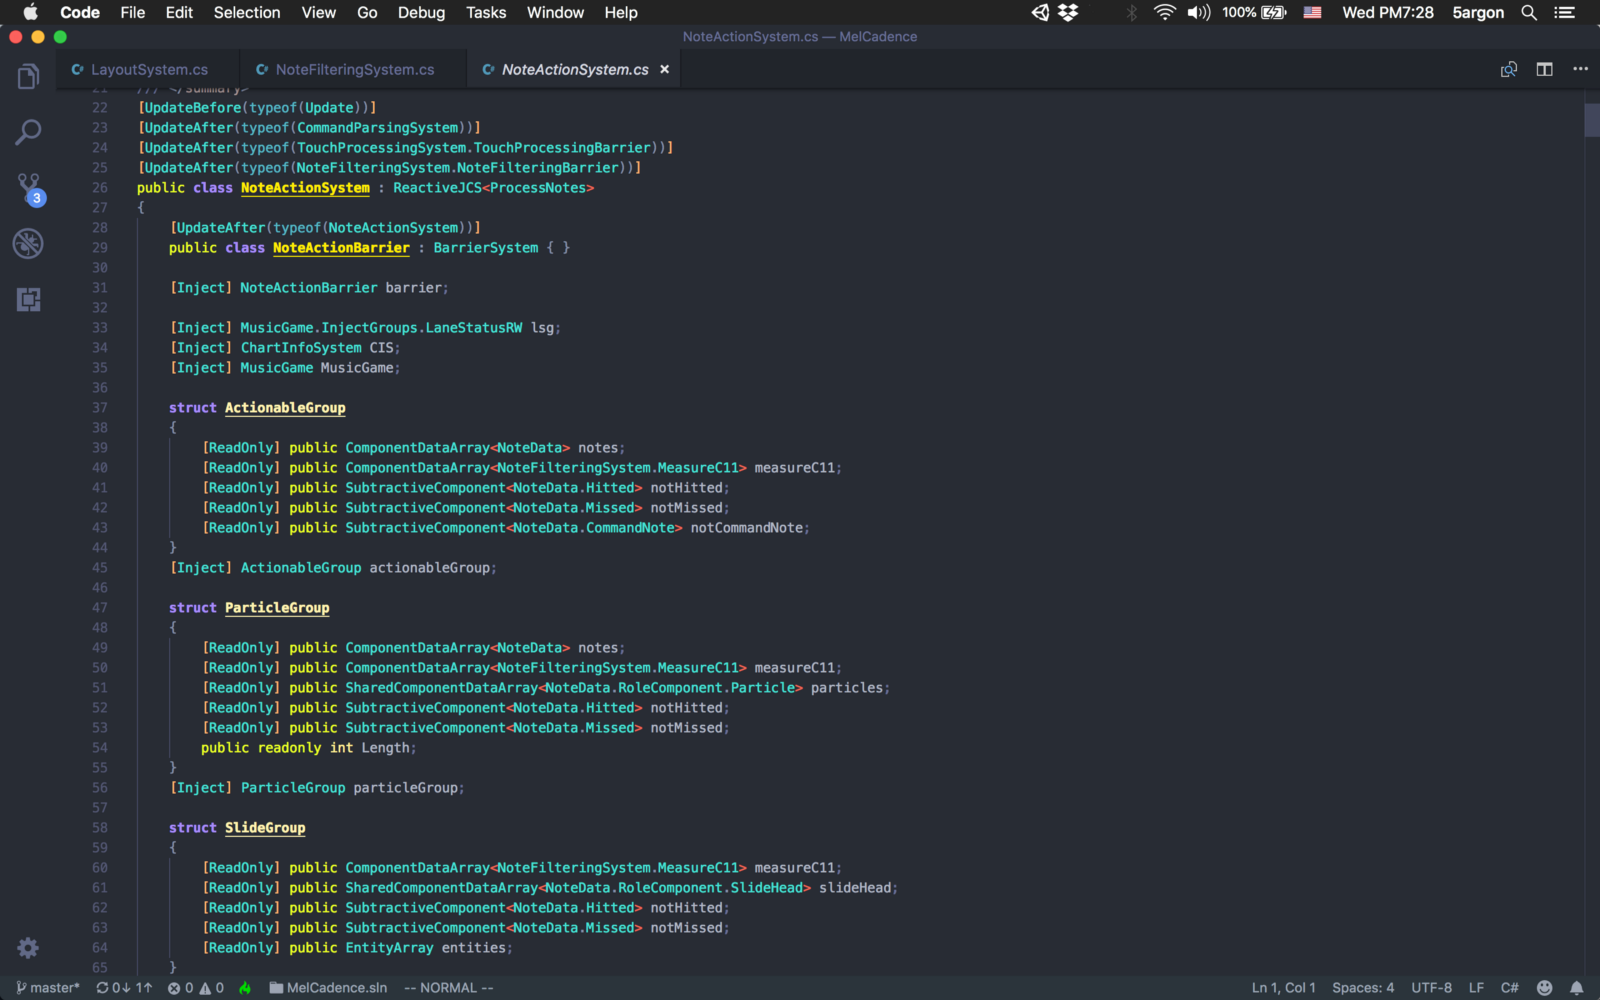 Code File Edit Selection View Go Debug Tasks Window Help 100% Wed PM7:28 5argon
NoteActionSystem.cs — MelCadence
LayoutSystem.cs NoteFilteringSystem.cs NoteActionSystem.cs ×
21 /// </summary>
22 [UpdateBefore(typeof(Update))]
23 [UpdateAfter(typeof(CommandParsingSystem))]
24 [UpdateAfter(typeof(TouchProcessingSystem.TouchProcessingBarrier))]
25 [UpdateAfter(typeof(NoteFilteringSystem.NoteFilteringBarrier))]
26 public class NoteActionSystem : ReactiveJCS<ProcessNotes>
27 {
28 [UpdateAfter(typeof(NoteActionSystem))]
29 public class NoteActionBarrier : BarrierSystem { }
30
31 [Inject] NoteActionBarrier barrier;
32
33 [Inject] MusicGame.InjectGroups.LaneStatusRW lsg;
34 [Inject] ChartInfoSystem CIS;
35 [Inject] MusicGame MusicGame;
36
37 struct ActionableGroup
38 {
39 [ReadOnly] public ComponentDataArray<NoteData> notes;
40 [ReadOnly] public ComponentDataArray<NoteFilteringSystem.MeasureC11> measureC11;
41 [ReadOnly] public SubtractiveComponent<NoteData.Hitted> notHitted;
42 [ReadOnly] public SubtractiveComponent<NoteData.Missed> notMissed;
43 [ReadOnly] public SubtractiveComponent<NoteData.CommandNote> notCommandNote;
44 }
45 [Inject] ActionableGroup actionableGroup;
46
47 struct ParticleGroup
48 {
49 [ReadOnly] public ComponentDataArray<NoteData> notes;
50 [ReadOnly] public ComponentDataArray<NoteFilteringSystem.MeasureC11> measureC11;
51 [ReadOnly] public SharedComponentDataArray<NoteData.RoleComponent.Particle> particles;
52 [ReadOnly] public SubtractiveComponent<NoteData.Hitted> notHitted;
53 [ReadOnly] public SubtractiveComponent<NoteData.Missed> notMissed;
54 public readonly int Length;
55 }
56 [Inject] ParticleGroup particleGroup;
57
58 struct SlideGroup
59 {
60 [ReadOnly] public ComponentDataArray<NoteFilteringSystem.MeasureC11> measureC11;
61 [ReadOnly] public SharedComponentDataArray<NoteData.RoleComponent.SlideHead> slideHead;
62 [ReadOnly] public SubtractiveComponent<NoteData.Hitted> notHitted;
63 [ReadOnly] public SubtractiveComponent<NoteData.Missed> notMissed;
64 [ReadOnly] public EntityArray entities;
65 }
3
master* 0↓ 1↑ 0 0 MelCadence.sln -- NORMAL -- Ln 1, Col 1 Spaces: 4 UTF-8 LF C#